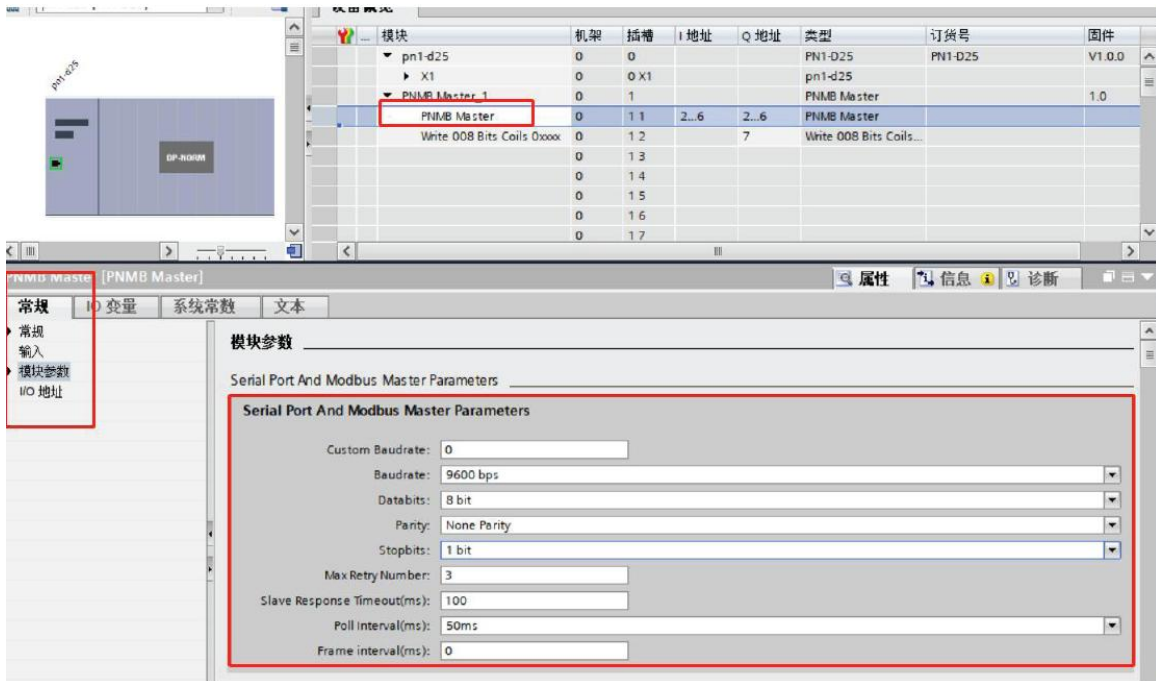 设备概览
模块 机架 插槽 I 地址 Q 地址 类型 订货号 固件
pn1-d25 0 0 PN1-D25 PN1-D25 V1.0.0
X1 0 0 X1 pn1-d25
PNMB Master_1 0 1 PNMB Master 1.0
PNMB Master 0 1 1 2...6 2...6 PNMB Master
Write 008 Bits Coils 0xxxx 0 1 2 7 Write 008 Bits Coils...
0 1 3
0 1 4
0 1 5
0 1 6
0 1 7
pn1-d25
DP-NORM
PNMB Master [PNMB Master]
属性 信息 诊断
常规 IO 变量 系统常数 文本
常规
输入
模块参数
I/O 地址
模块参数
Serial Port And Modbus Master Parameters
Serial Port And Modbus Master Parameters
Custom Baudrate: 0
Baudrate: 9600 bps
Databits: 8 bit
Parity: None Parity
Stopbits: 1 bit
Max Retry Number: 3
Slave Response Timeout(ms): 100
Poll Interval(ms): 50ms
Frame interval(ms): 0